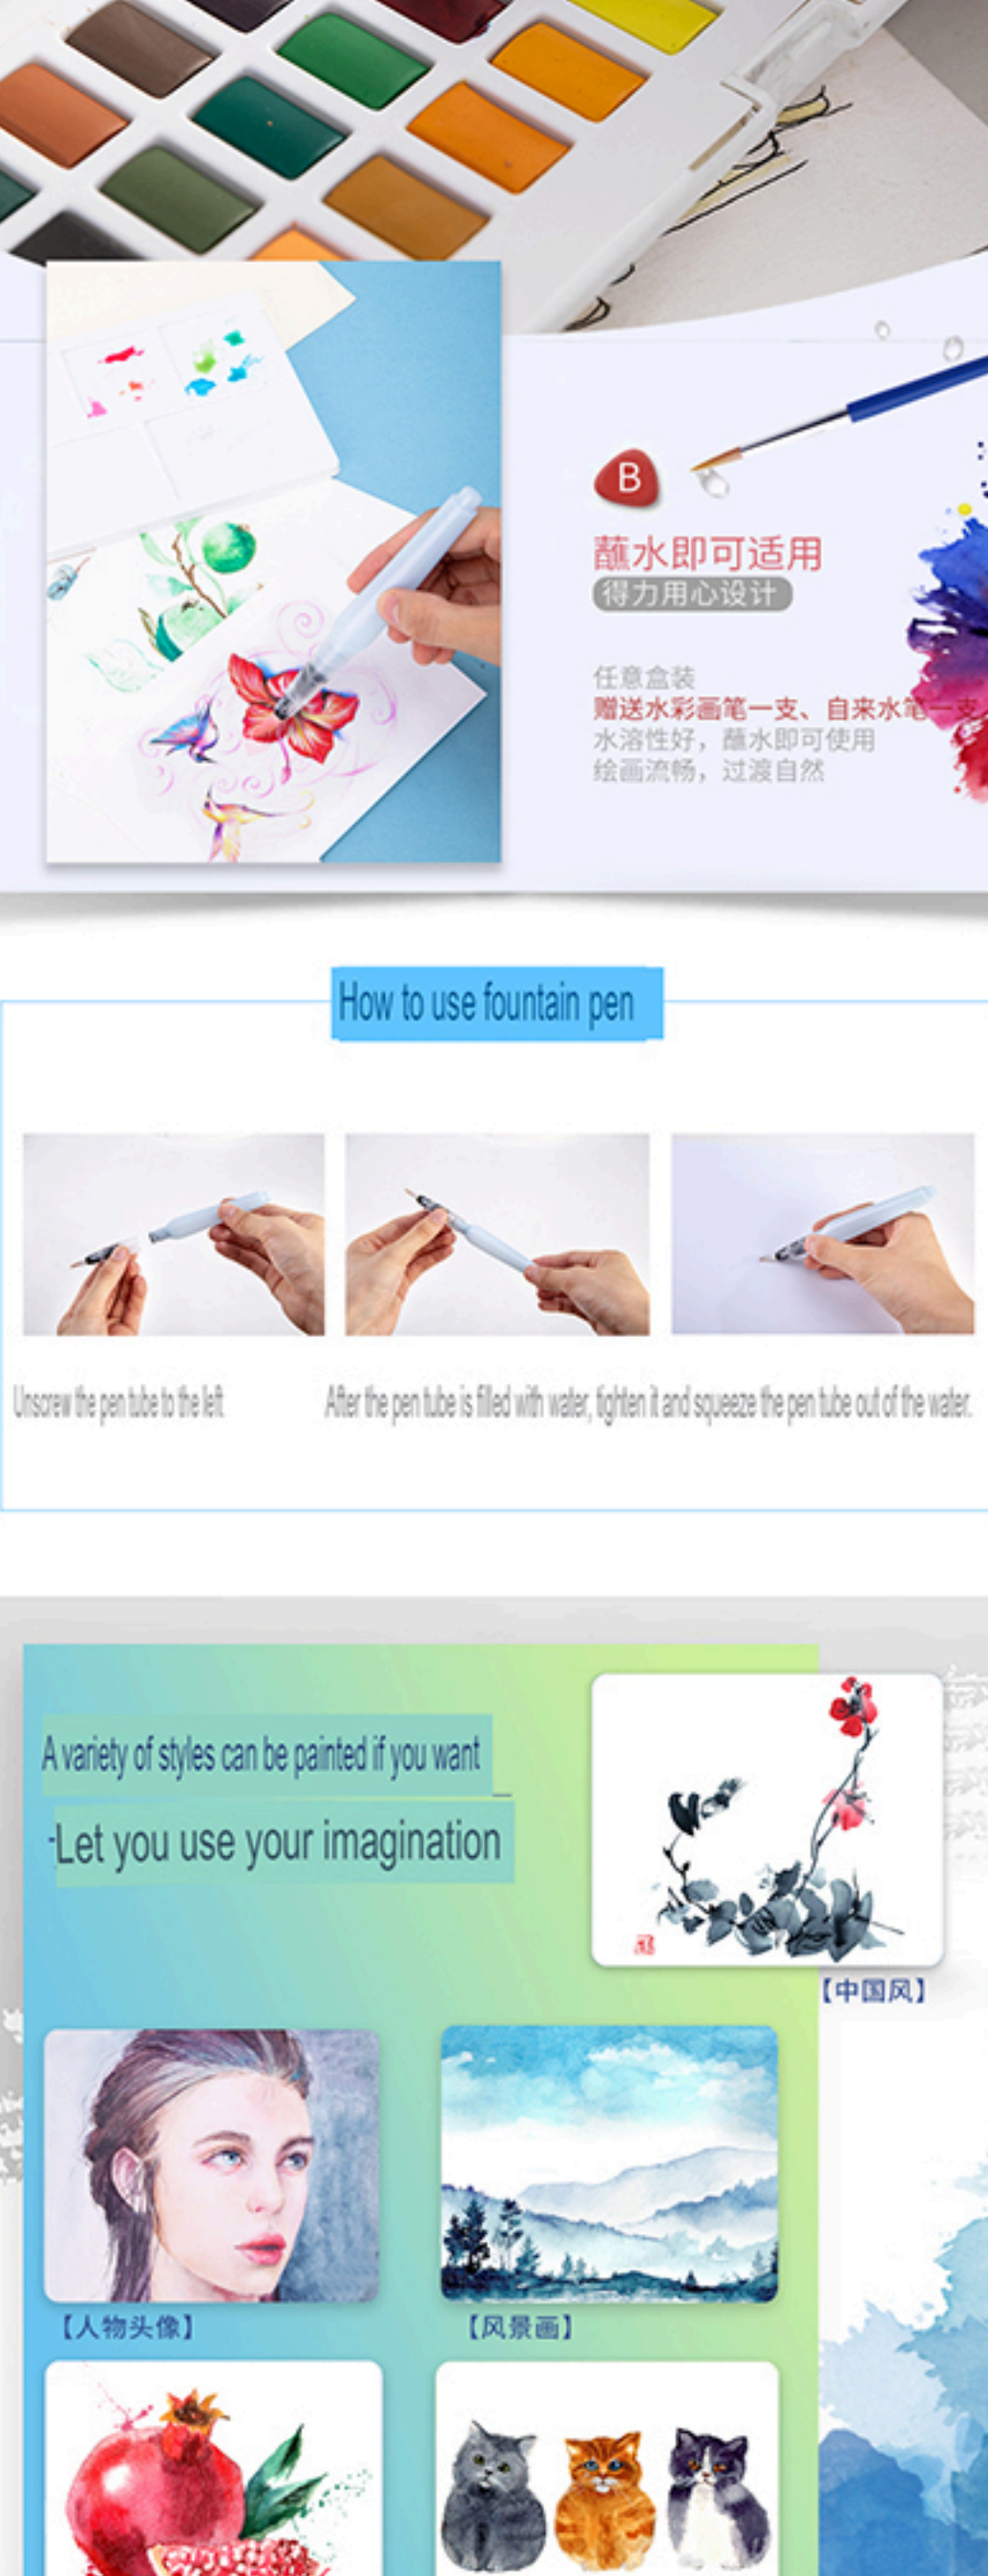 B
蘸水即可适用
得力用心设计
任意盒装
赠送水彩画笔一支、自来水笔一支
水溶性好，蘸水即可使用
绘画流畅，过渡自然
How to use fountain pen
Unscrew the pen tube to the left
After the pen tube is filled with water, tighten it and squeeze the pen tube out of the water.
A variety of styles can be painted if you want
Let you use your imagination
【中国风】
【人物头像】
【风景画】